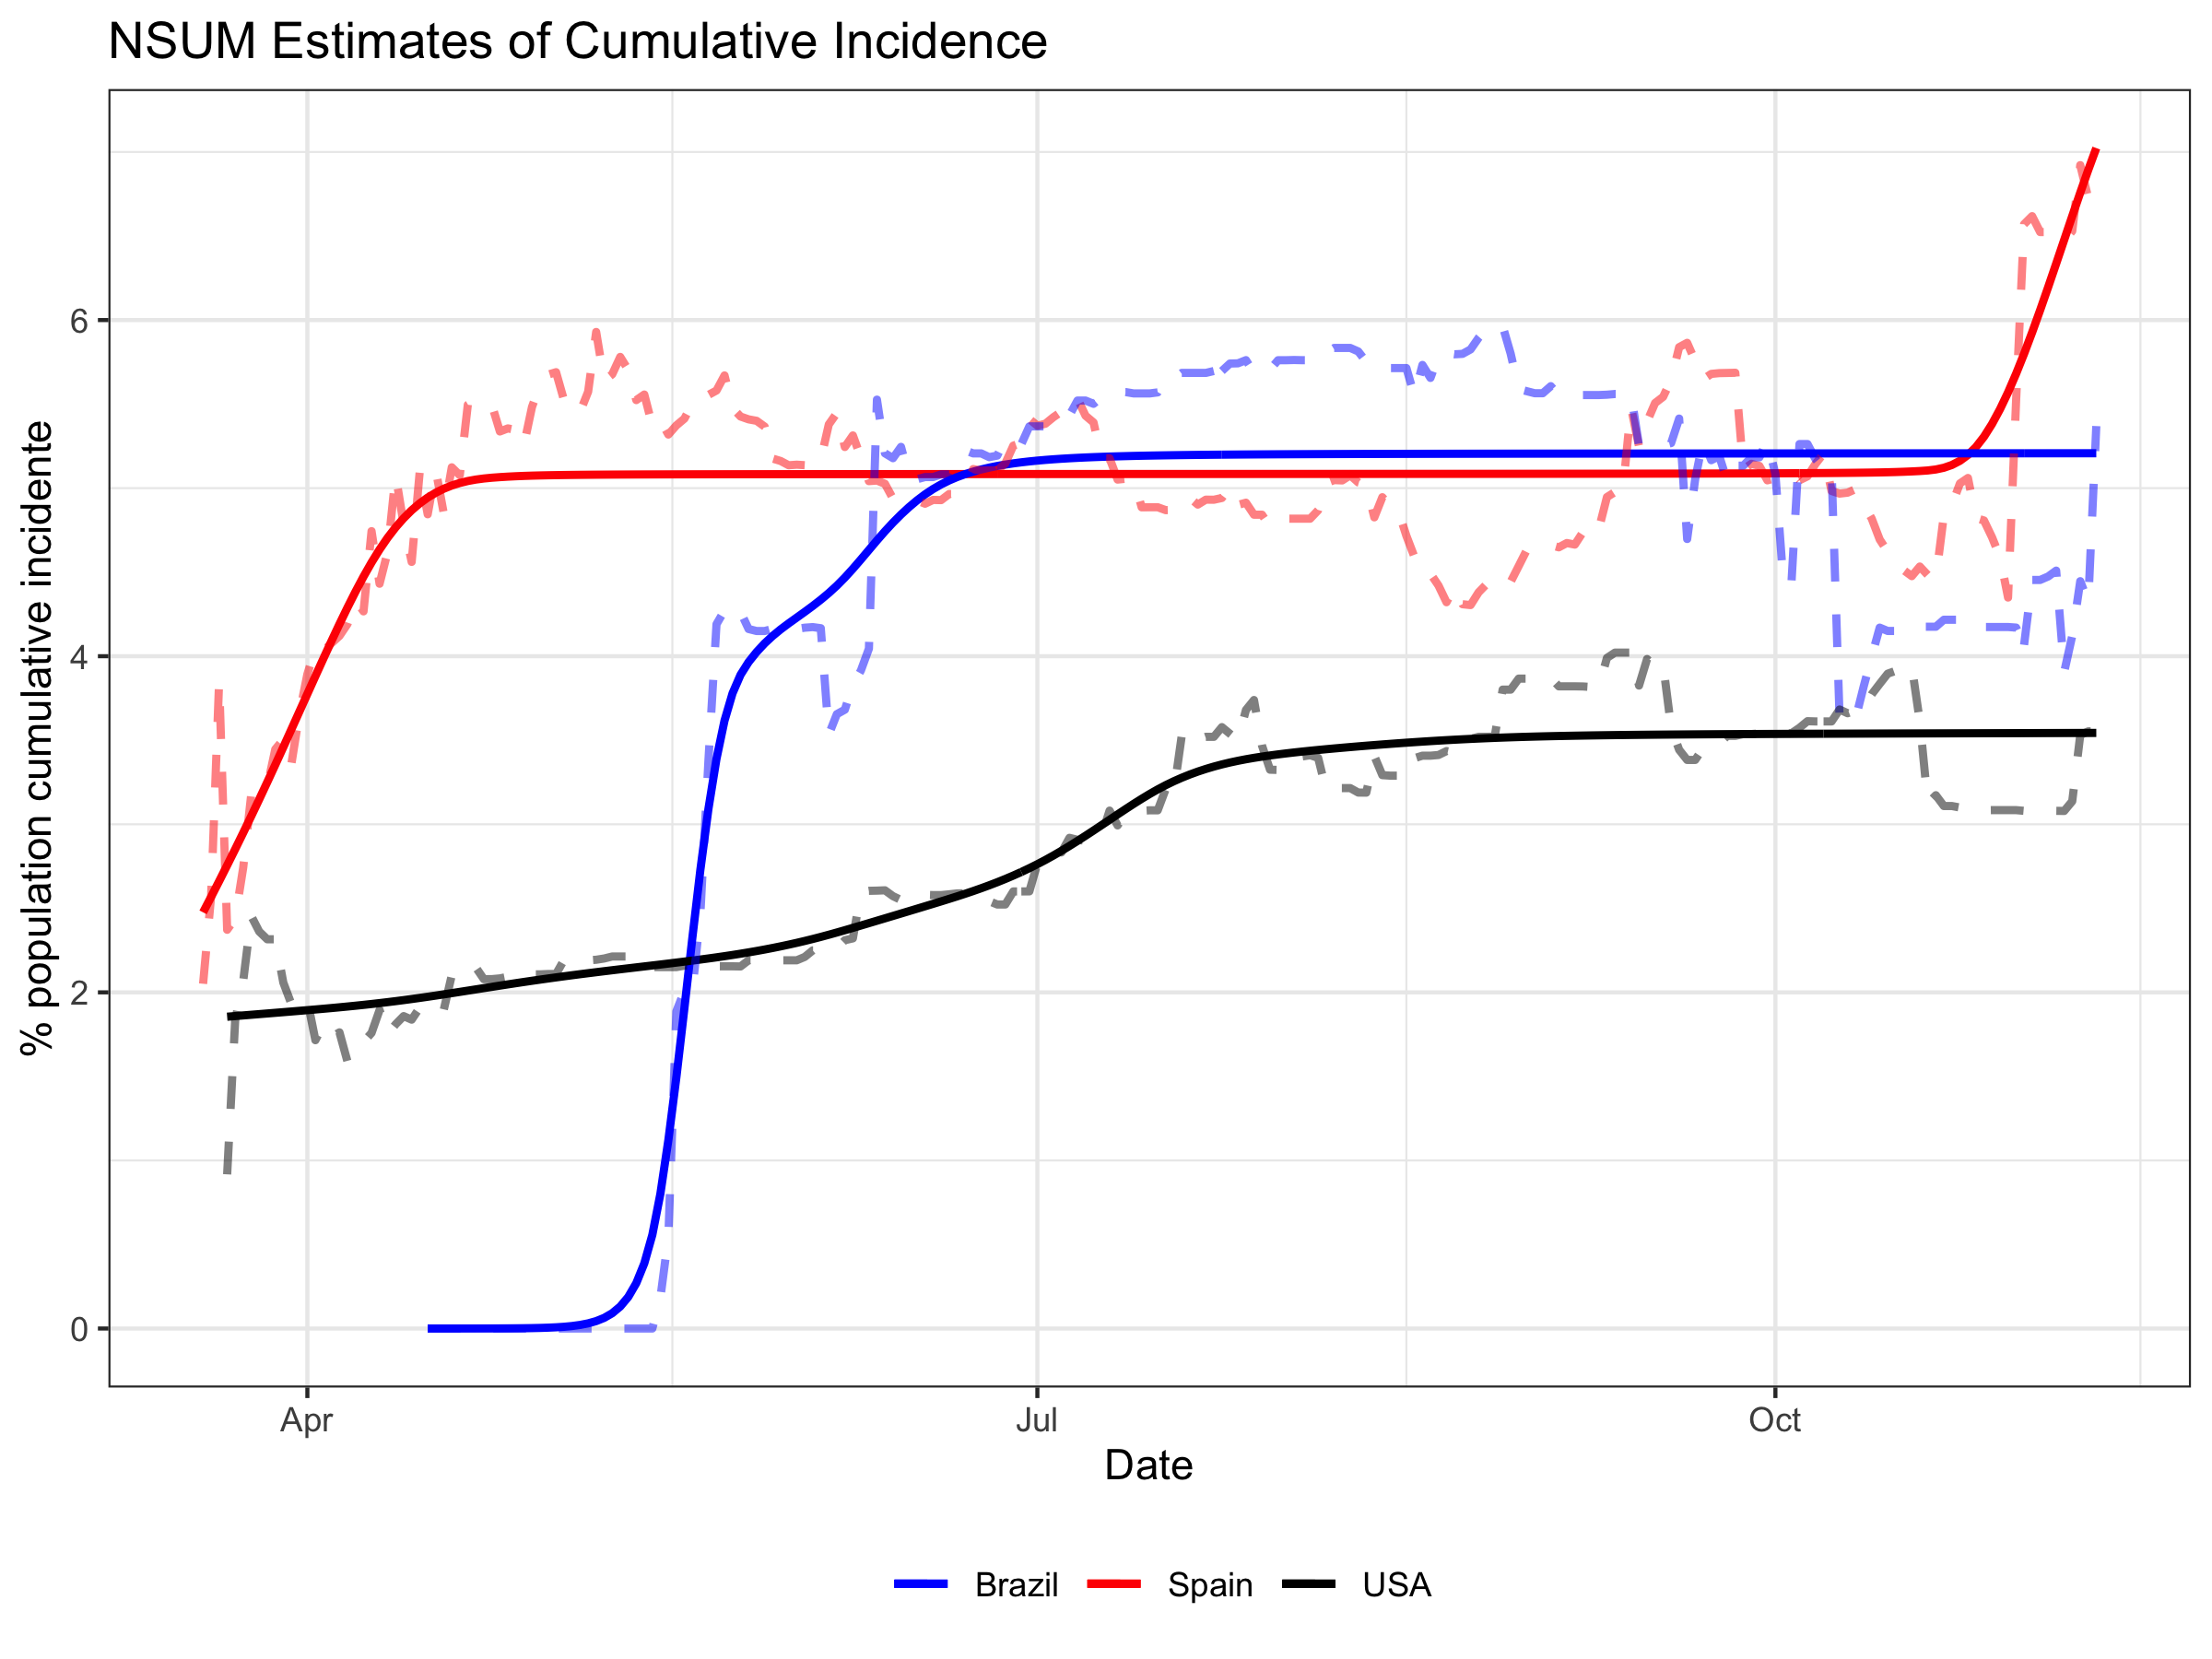 NSUM Estimates of Cumulative Incidence
% population cumulative incidente
6
4
2
0
Apr Jul Oct
Date
Brazil Spain USA